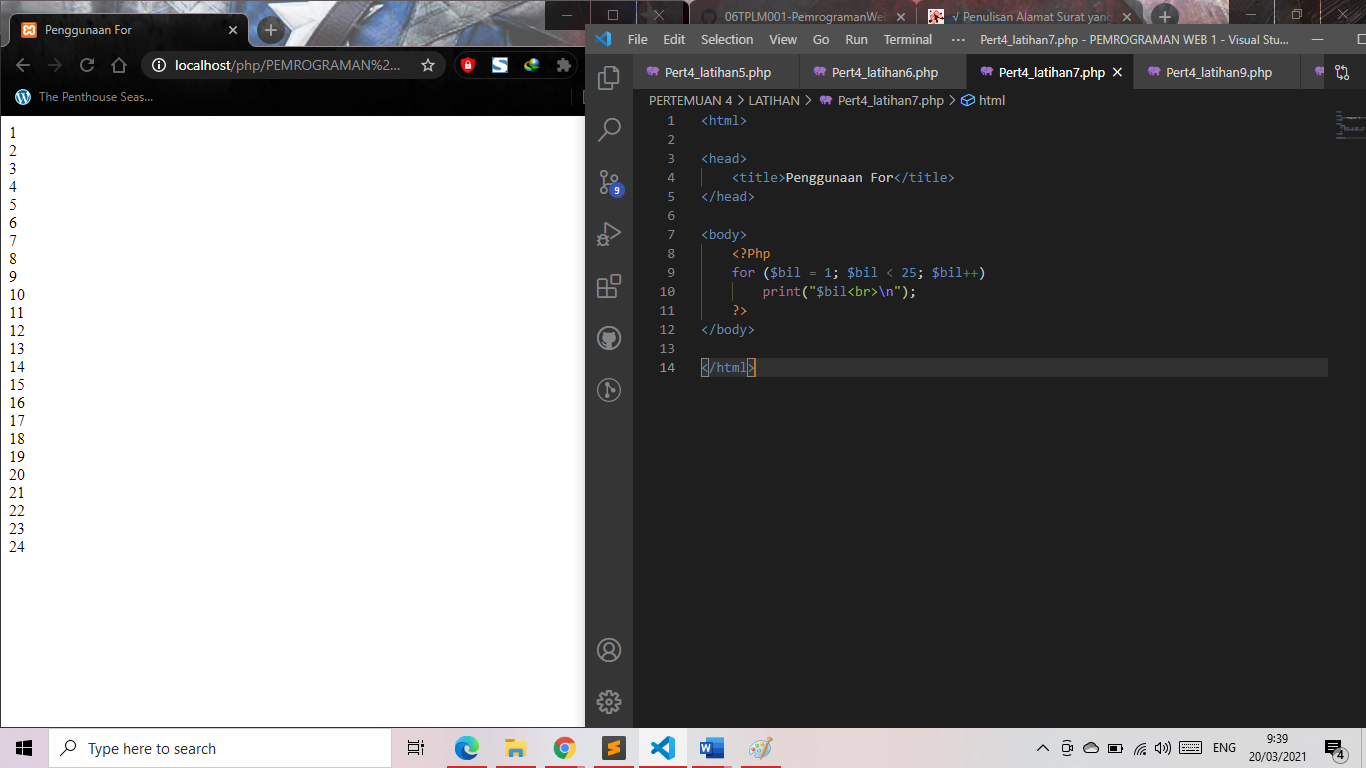 Penggunaan For
localhost/php/PEMROGRAMAN%2...
The Penthouse Seas...
1
2
3
4
5
6
7
8
9
10
11
12
13
14
15
16
17
18
19
20
21
22
23
24
06TPLM001-PemrogramanWel
√ Penulisan Alamat Surat yang
File Edit Selection View Go Run Terminal ··· Pert4_latihan7.php - PEMROGRAMAN WEB 1 - Visual Stu...
Pert4_latihan5.php Pert4_latihan6.php Pert4_latihan7.php Pert4_latihan9.php
PERTEMUAN 4 > LATIHAN > Pert4_latihan7.php > html
9
1 <html>
2
3 <head>
4 <title>Penggunaan For</title>
5 </head>
6
7 <body>
8 <?Php
9 for ($bil = 1; $bil < 25; $bil++)
10 print("$bil<br>\n");
11 ?>
12 </body>
13
14 </html>
Type here to search
ENG
9:39
20/03/2021
4